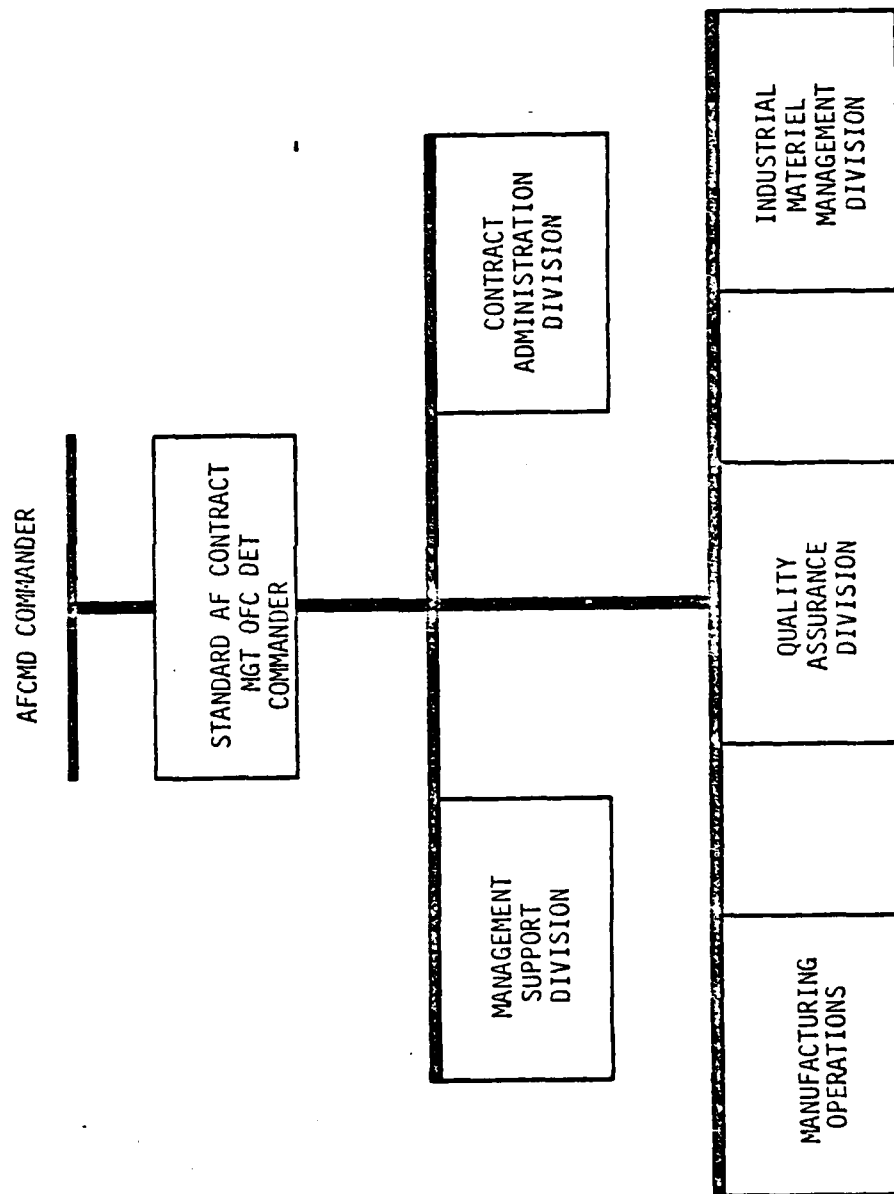 AFCMD COMMANDER
STANDARD AF CONTRACT
MGT OFC DET
COMMANDER
MANAGEMENT
SUPPORT
DIVISION
CONTRACT
ADMINISTRATION
DIVISION
MANUFACTURING
OPERATIONS
QUALITY
ASSURANCE
DIVISION
INDUSTRIAL
MATERIEL
MANAGEMENT
DIVISION